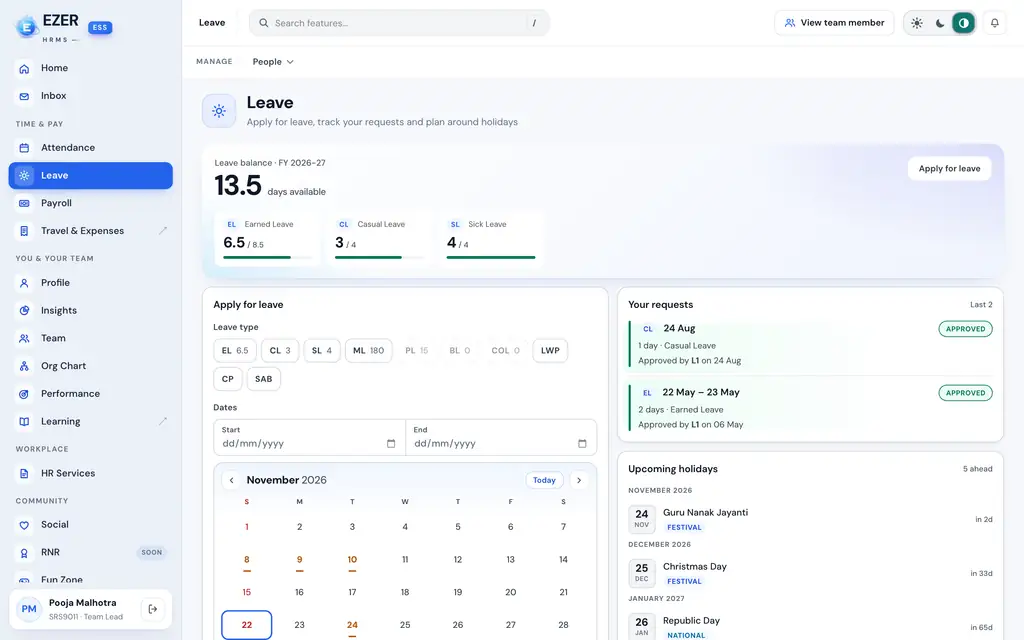 EZER
HRMS
ESS
Home
Inbox
TIME & PAY
Attendance
Leave
Payroll
Travel & Expenses
YOU & YOUR TEAM
Profile
Insights
Team
Org Chart
Performance
Learning
WORKPLACE
HR Services
COMMUNITY
Social
RNR SOON
Fun Zone
PM Pooja Malhotra
SRS9011 · Team Lead
Leave
Search features... /
View team member
MANAGE People
Leave
Apply for leave, track your requests and plan around holidays
Leave balance · FY 2026-27
13.5 days available
Apply for leave
EL Earned Leave
6.5 / 8.5
CL Casual Leave
3 / 4
SL Sick Leave
4 / 4
Apply for leave
Leave type
EL 6.5 CL 3 SL 4 ML 180 PL 15 BL 0 COL 0 LWP
CP SAB
Dates
Start End
dd/mm/yyyy dd/mm/yyyy
November 2026 Today
S M T W T F S
1 2 3 4 5 6 7
8 9 10 11 12 13 14
15 16 17 18 19 20 21
22 23 24 25 26 27 28
Your requests Last 2
CL 24 Aug APPROVED
1 day · Casual Leave
Approved by L1 on 24 Aug
EL 22 May – 23 May APPROVED
2 days · Earned Leave
Approved by L1 on 06 May
Upcoming holidays 5 ahead
NOVEMBER 2026
24 NOV Guru Nanak Jayanti in 2d
FESTIVAL
DECEMBER 2026
25 DEC Christmas Day in 33d
FESTIVAL
JANUARY 2027
26 JAN Republic Day in 65d
NATIONAL